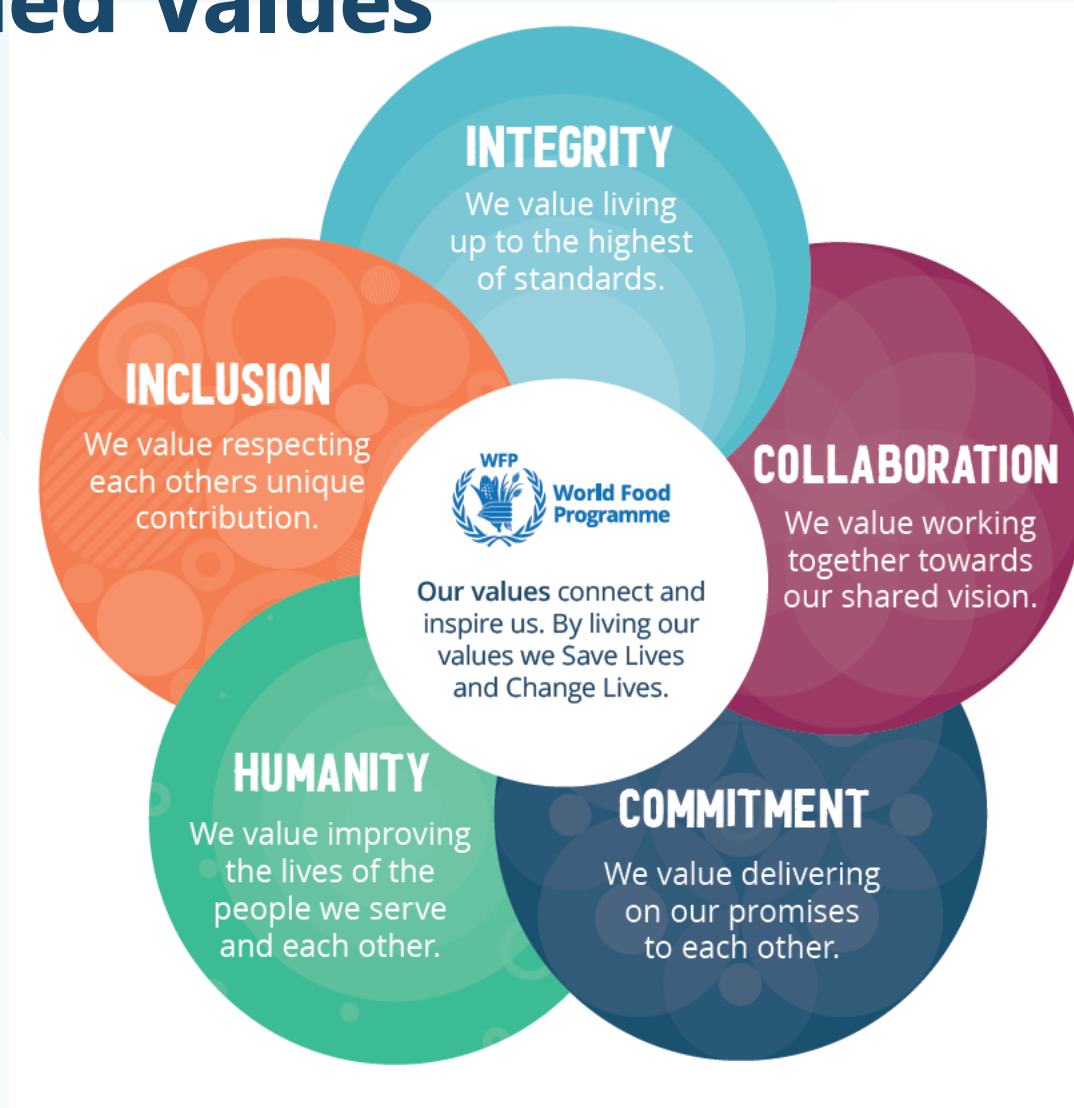 Values
INTEGRITY
We value living
up to the highest
of standards.
COLLABORATION
We value working
together towards
our shared vision.
COMMITMENT
We value delivering
on our promises
to each other.
HUMANITY
We value improving
the lives of the
people we serve
and each other.
INCLUSION
We value respecting
each others unique
contribution.
WFP
World Food
Programme
Our values connect and
inspire us. By living our
values we Save Lives
and Change Lives.